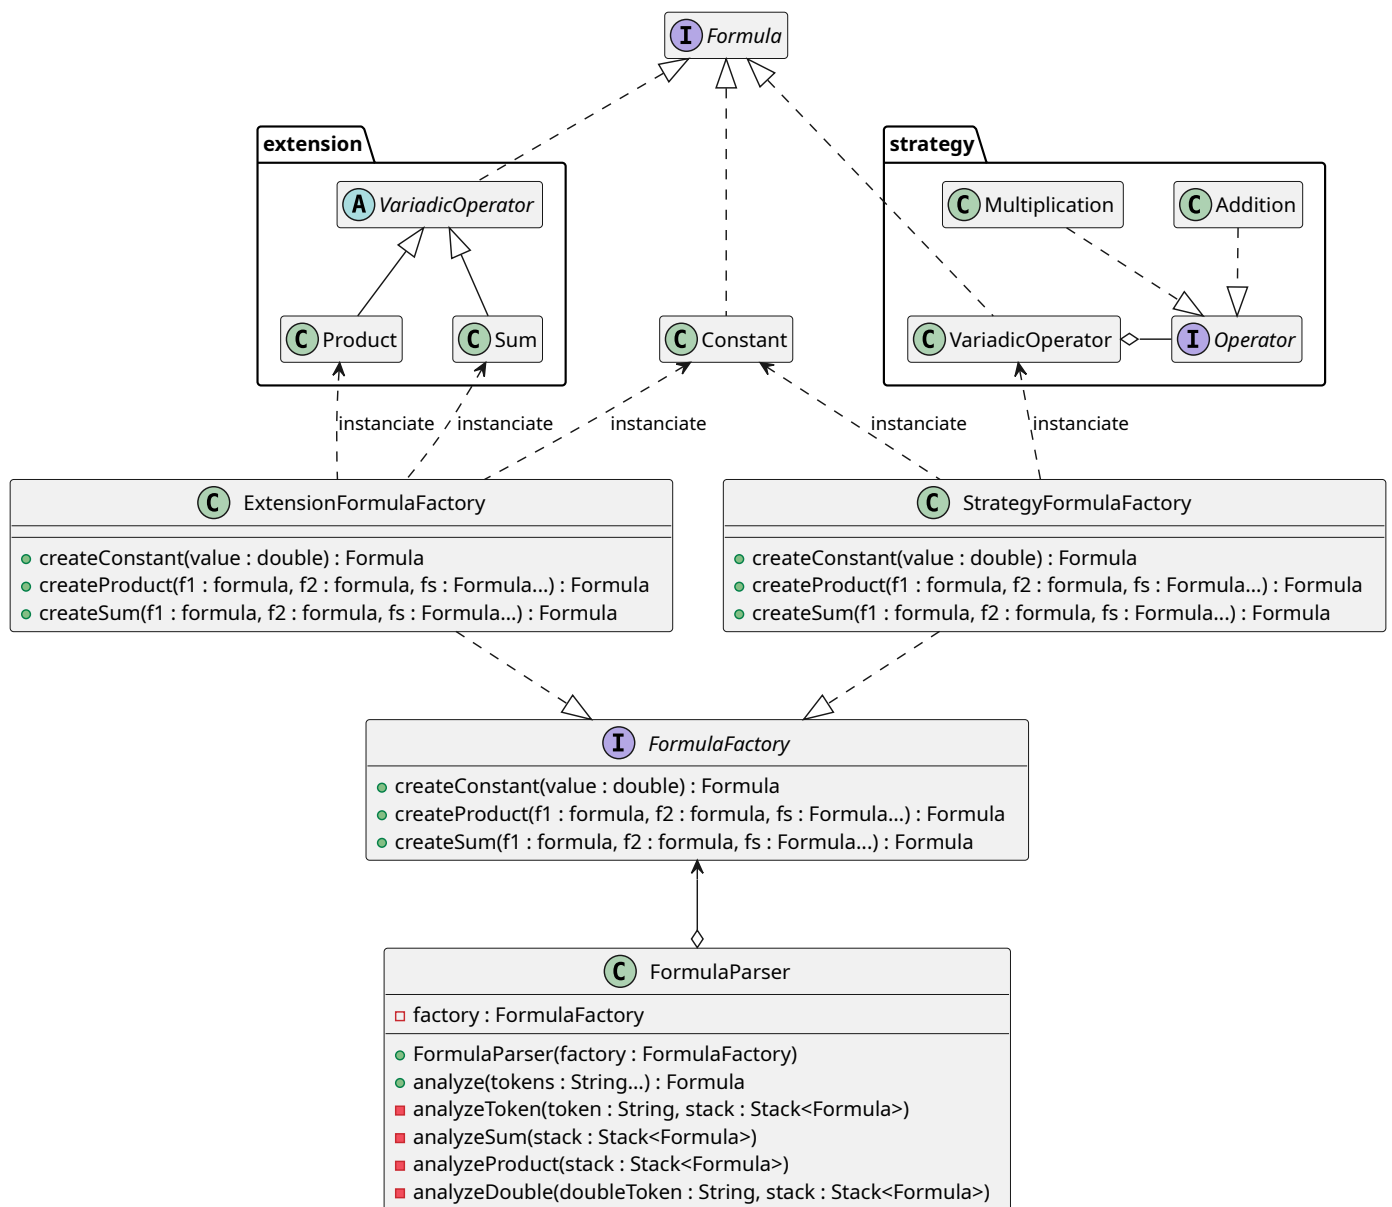 I Formula
extension
strategy
A VariadicOperator
C Multiplication
C Addition
C Product
C Sum
C Constant
C VariadicOperator
I Operator
instanciate
instanciate
instanciate
instanciate
instanciate
C ExtensionFormulaFactory
createConstant(value : double) : Formula
createProduct(f1 : formula, f2 : formula, fs : Formula...) : Formula
createSum(f1 : formula, f2 : formula, fs : Formula...) : Formula
C StrategyFormulaFactory
createConstant(value : double) : Formula
createProduct(f1 : formula, f2 : formula, fs : Formula...) : Formula
createSum(f1 : formula, f2 : formula, fs : Formula...) : Formula
I FormulaFactory
createConstant(value : double) : Formula
createProduct(f1 : formula, f2 : formula, fs : Formula...) : Formula
createSum(f1 : formula, f2 : formula, fs : Formula...) : Formula
C FormulaParser
factory : FormulaFactory
FormulaParser(factory : FormulaFactory)
analyze(tokens : String...) : Formula
analyzeToken(token : String, stack : Stack<Formula>)
analyzeSum(stack : Stack<Formula>)
analyzeProduct(stack : Stack<Formula>)
analyzeDouble(doubleToken : String, stack : Stack<Formula>)